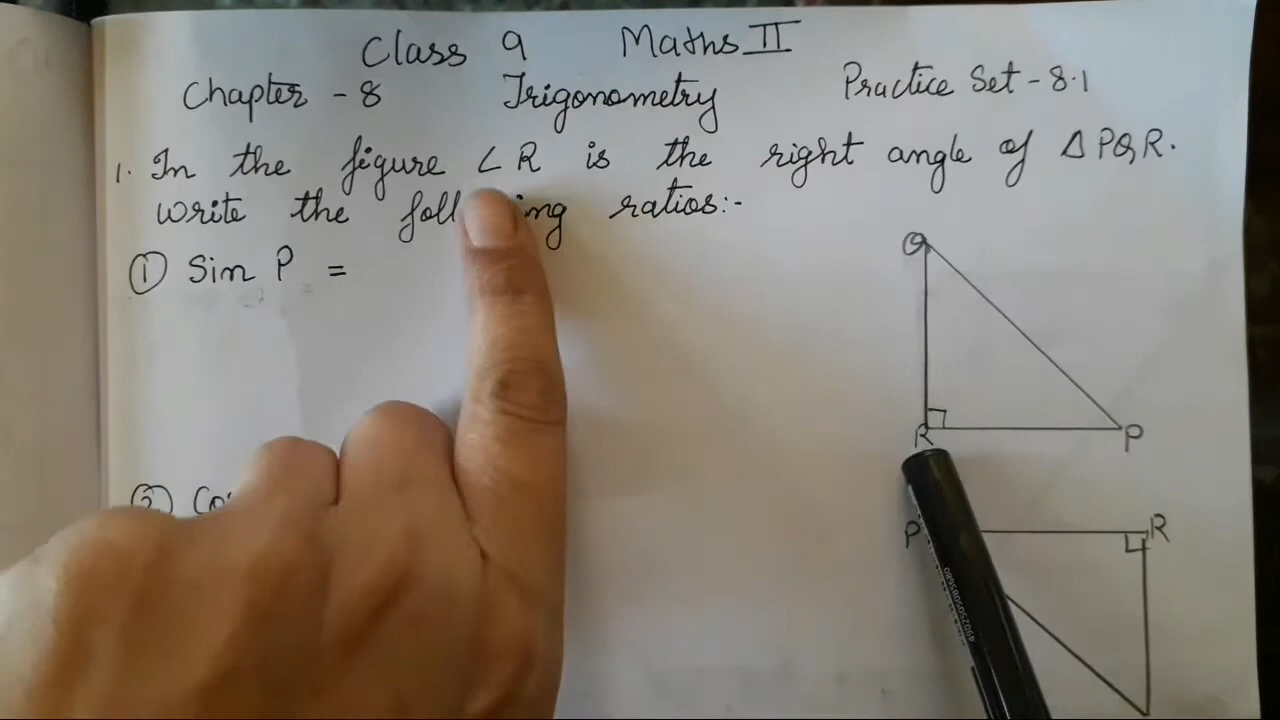 Class 9 Maths II
Chapter - 8 Trigonometry Practice Set - 8.1
1. In the figure ∠R is the right angle of ΔPQR.
write the ratios:-
① Sin P =
Q
R P
②
P R